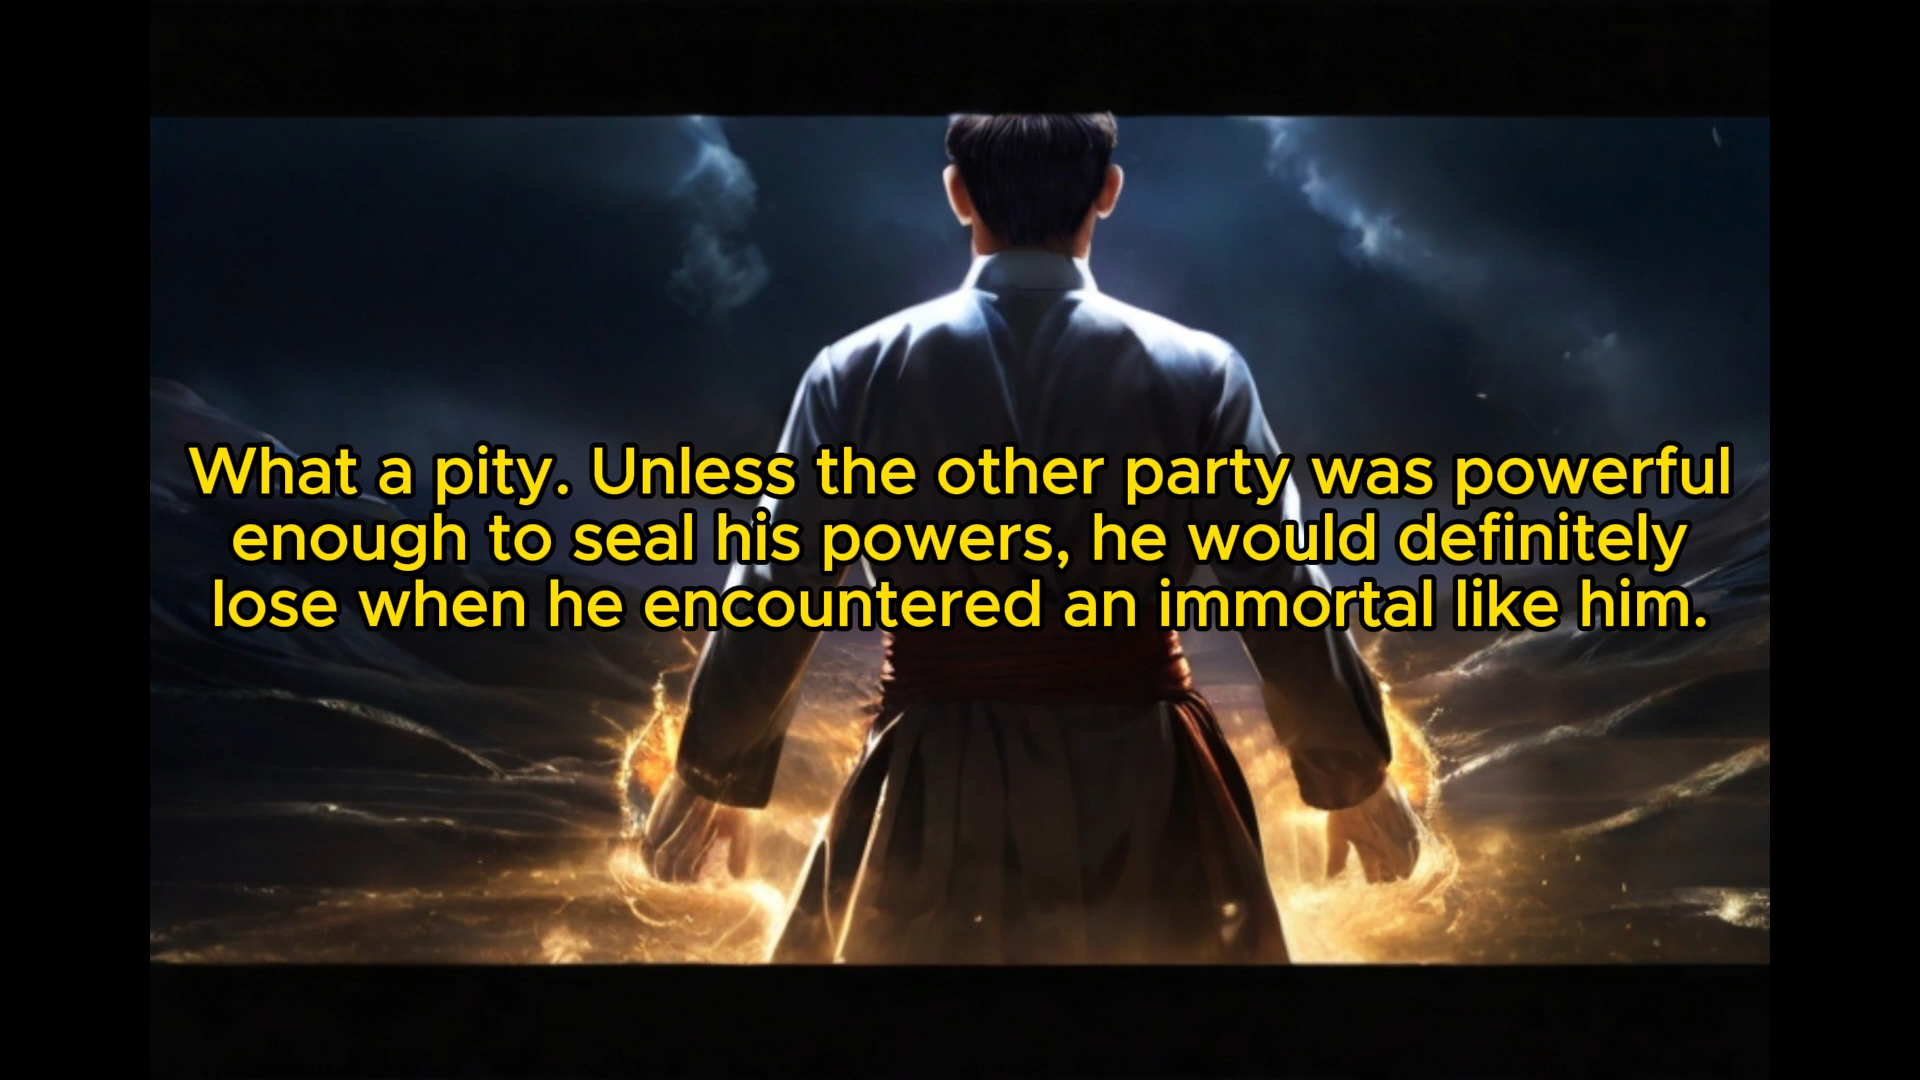 What a pity. Unless the other party was powerful
enough to seal his powers, he would definitely
lose when he encountered an immortal like him.